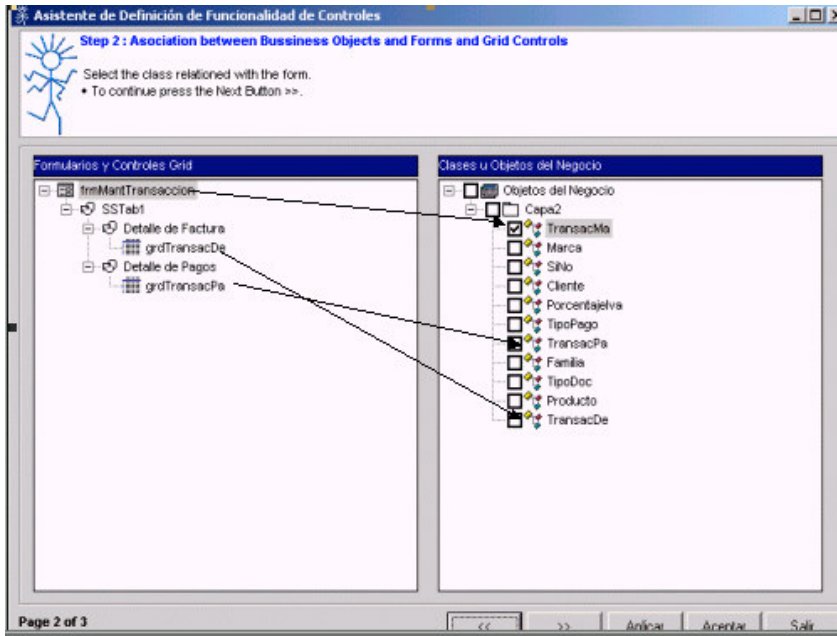 Asistente de Definición de Funcionalidad de Controles
Step 2 : Asociation between Bussiness Objects and Forms and Grid Controls
Select the class relationed with the form.
• To continue press the Next Button >>.
Formularios y Controles Grid
frmMantTransaccion
SSTab1
Detalle de Factura
grdTransacDe
Detalle de Pagos
grdTransacPa
Clases u Objetos del Negocio
Objetos del Negocio
Capa2
TransacMa
Marca
SiNo
Cliente
PorcentajeIva
TipoPago
TransacPa
Familia
TipoDoc
Producto
TransacDe
Page 2 of 3
<<
>>
Aplicar
Aceptar
Salir